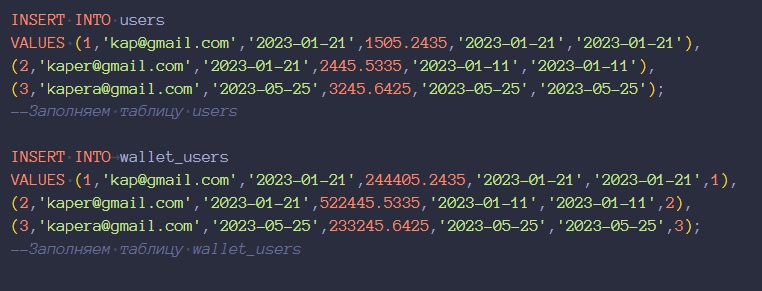 INSERT INTO users
VALUES (1,'kap@gmail.com','2023-01-21',1505.2435,'2023-01-21','2023-01-21'),
(2,'kaper@gmail.com','2023-01-21',2445.5335,'2023-01-11','2023-01-11'),
(3,'kapera@gmail.com','2023-05-25',3245.6425,'2023-05-25','2023-05-25');
--Заполняем таблицу users
INSERT INTO wallet_users
VALUES (1,'kap@gmail.com','2023-01-21',244405.2435,'2023-01-21','2023-01-21',1),
(2,'kaper@gmail.com','2023-01-21',522445.5335,'2023-01-11','2023-01-11',2),
(3,'kapera@gmail.com','2023-05-25',233245.6425,'2023-05-25','2023-05-25',3);
--Заполняем таблицу wallet_users